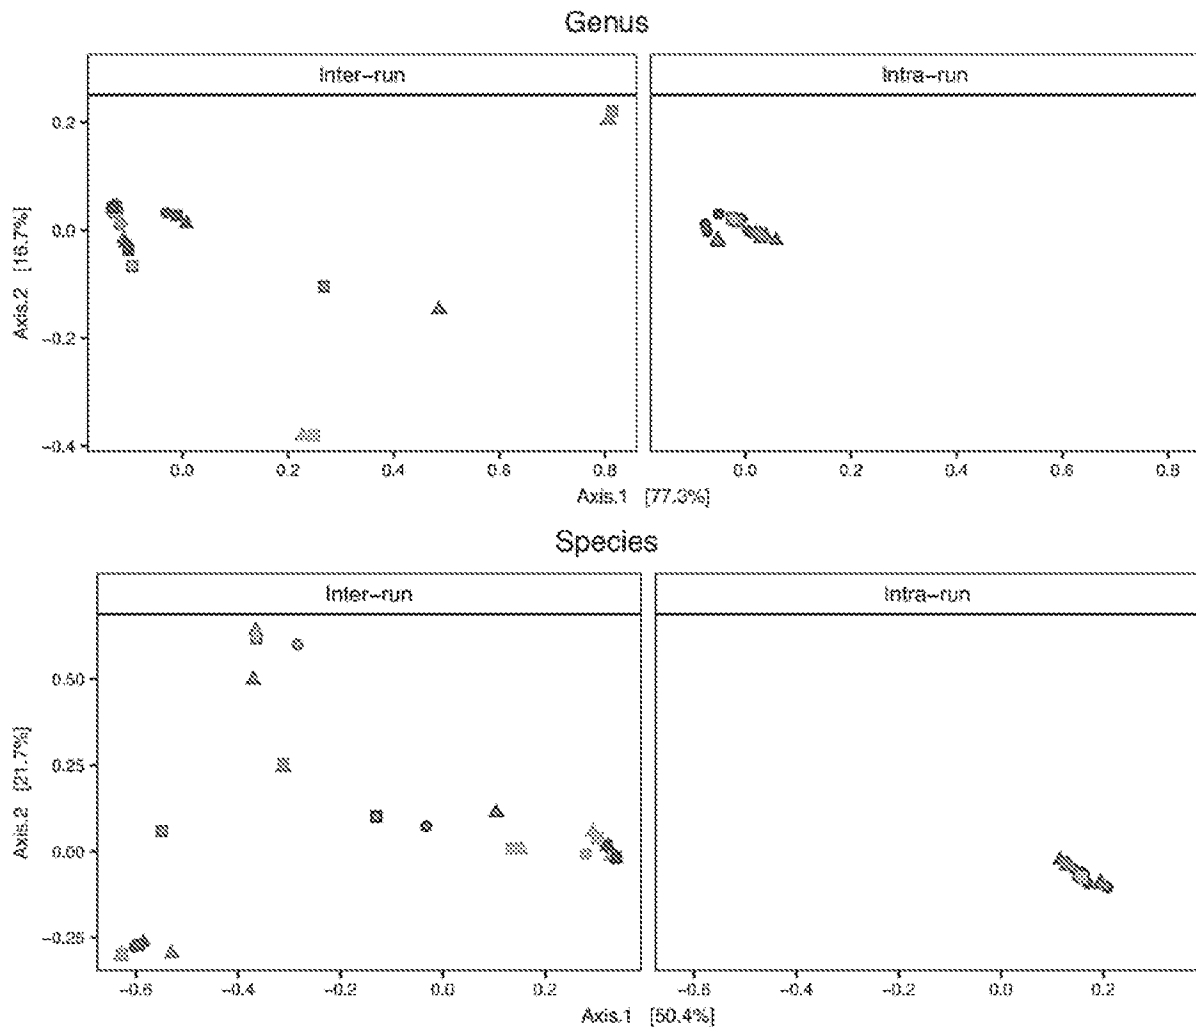 Genus
Inter-run Intra-run
0.2
0.0
-0.2
-0.4
Axis.2 [16.7%]
0.0 0.2 0.4 0.6 0.8 0.0 0.2 0.4 0.6 0.8
Axis.1 [77.3%]
Species
Inter-run Intra-run
0.50
0.25
0.00
-0.25
Axis.2 [21.7%]
-0.6 -0.4 -0.2 0.0 0.2 -0.6 -0.4 -0.2 0.0 0.2
Axis.1 [50.4%]